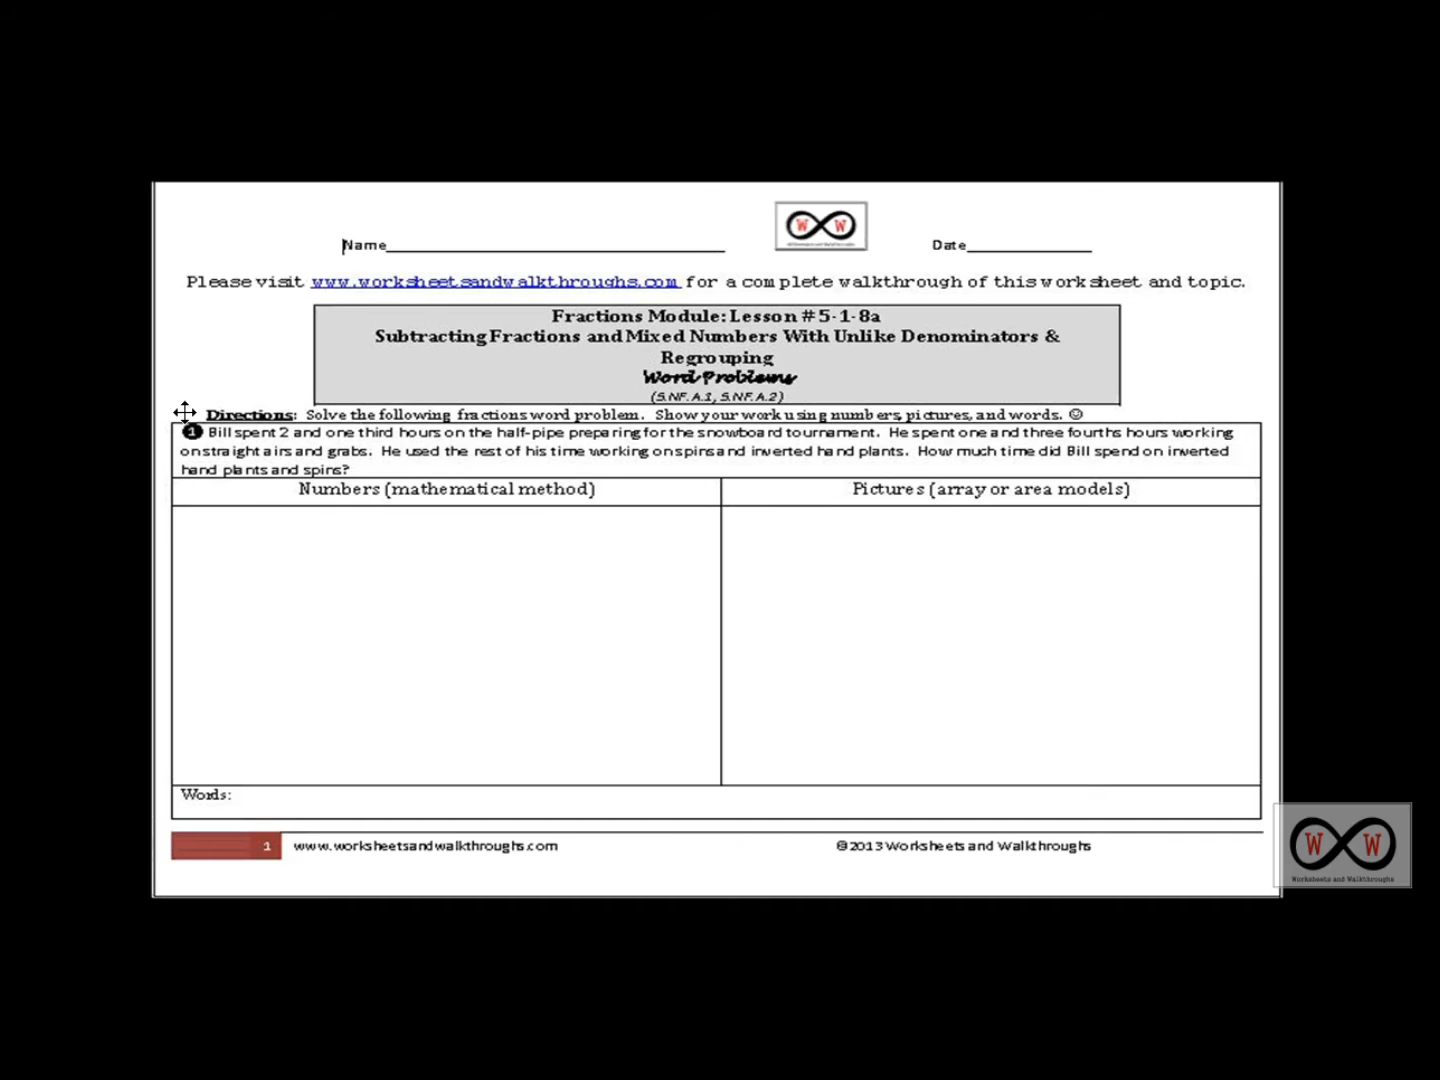 Name Date
W W
Please visit www.worksheetsandwalkthroughs.com for a complete walkthrough of this worksheet and topic.
Fractions Module: Lesson # 5-1-8a
Subtracting Fractions and Mixed Numbers With Unlike Denominators &
Regrouping
Word Problems
(5.NF.A.1, 5.NF.A.2)
Directions: Solve the following fractions word problem. Show your work using numbers, pictures, and words. ☺
1 Bill spent 2 and one third hours on the half-pipe preparing for the snowboard tournament. He spent one and three fourths hours working
on straight airs and grabs. He used the rest of his time working on spins and inverted hand plants. How much time did Bill spend on inverted
hand plants and spins?
Numbers (mathematical method) Pictures (array or area models)
Words:
1 www.worksheetsandwalkthroughs.com ©2013 Worksheets and Walkthroughs
W W
Worksheets and Walkthroughs